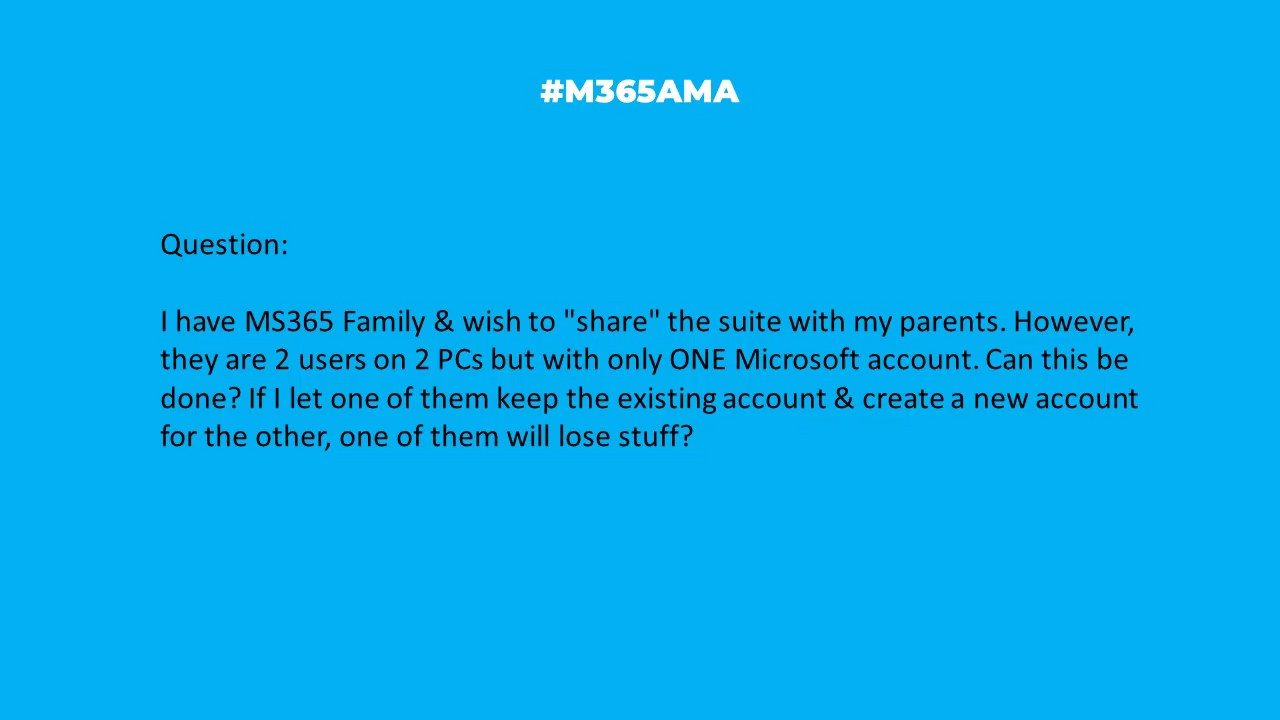 #M365AMA
Question:
I have MS365 Family & wish to "share" the suite with my parents. However,
they are 2 users on 2 PCs but with only ONE Microsoft account. Can this be
done? If I let one of them keep the existing account & create a new account
for the other, one of them will lose stuff?